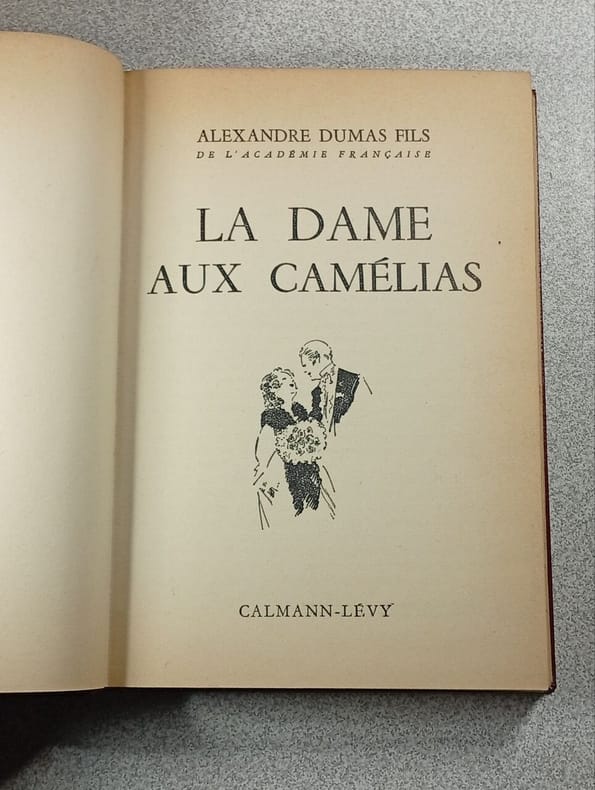 ALEXANDRE DUMAS FILS
DE L'ACADÉMIE FRANÇAISE
LA DAME
AUX CAMÉLIAS
CALMANN-LÉVY